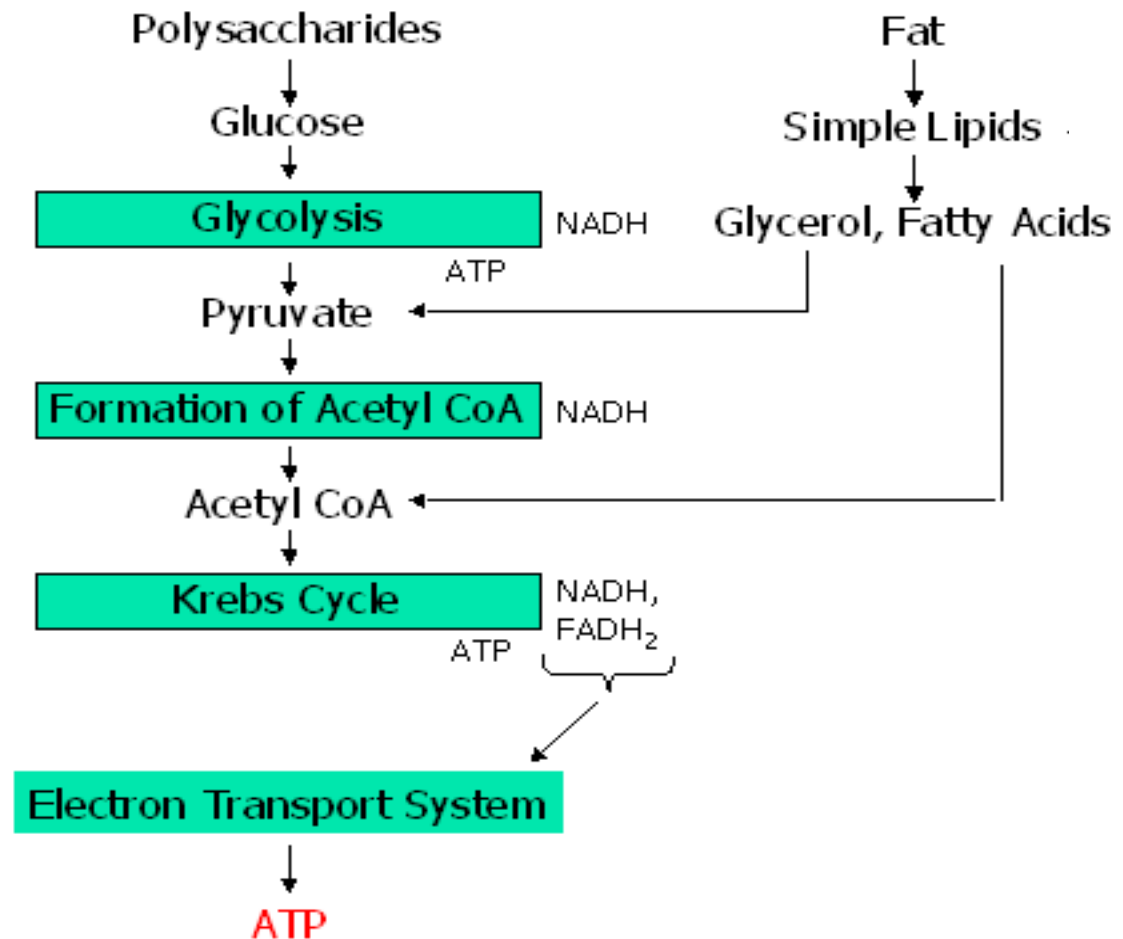 Polysaccharides
Fat
Glucose
Simple Lipids
Glycolysis
NADH
Glycerol, Fatty Acids
ATP
Pyruvate
Formation of Acetyl CoA
NADH
Acetyl CoA
Krebs Cycle
NADH,
FADH₂
ATP
Electron Transport System
ATP